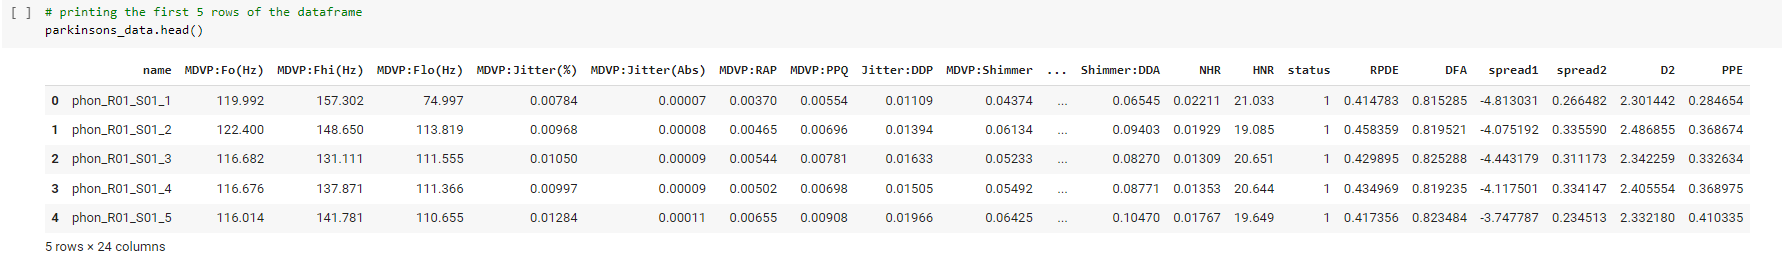 [ ] # printing the first 5 rows of the dataframe
parkinsons_data.head()
name MDVP:Fo(Hz) MDVP:Fhi(Hz) MDVP:Flo(Hz) MDVP:Jitter(%) MDVP:Jitter(Abs) MDVP:RAP MDVP:PPQ Jitter:DDP MDVP:Shimmer ... Shimmer:DDA NHR HNR status RPDE DFA spread1 spread2 D2 PPE
0 phon_R01_S01_1 119.992 157.302 74.997 0.00784 0.00007 0.00370 0.00554 0.01109 0.04374 ... 0.06545 0.02211 21.033 1 0.414783 0.815285 -4.813031 0.266482 2.301442 0.284654
1 phon_R01_S01_2 122.400 148.650 113.819 0.00968 0.00008 0.00465 0.00696 0.01394 0.06134 ... 0.09403 0.01929 19.085 1 0.458359 0.819521 -4.075192 0.335590 2.486855 0.368674
2 phon_R01_S01_3 116.682 131.111 111.555 0.01050 0.00009 0.00544 0.00781 0.01633 0.05233 ... 0.08270 0.01309 20.651 1 0.429895 0.825288 -4.443179 0.311173 2.342259 0.332634
3 phon_R01_S01_4 116.676 137.871 111.366 0.00997 0.00009 0.00502 0.00698 0.01505 0.05492 ... 0.08771 0.01353 20.644 1 0.434969 0.819235 -4.117501 0.334147 2.405554 0.368975
4 phon_R01_S01_5 116.014 141.781 110.655 0.01284 0.00011 0.00655 0.00908 0.01966 0.06425 ... 0.10470 0.01767 19.649 1 0.417356 0.823484 -3.747787 0.234513 2.332180 0.410335
5 rows × 24 columns